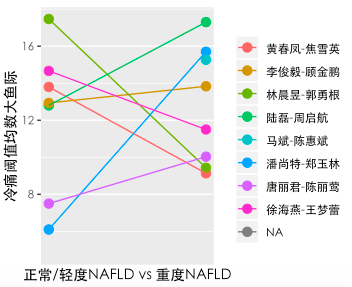 冷痛阈值均数大鱼际
16
12
8
正常/轻度NAFLD vs 重度NAFLD
黄春凤-焦雪英
李俊毅-顾金鹏
林晨昱-郭勇根
陆磊-周启航
马斌-陈惠斌
潘尚特-郑玉林
唐丽君-陈丽莺
徐海燕-王梦蕾
NA